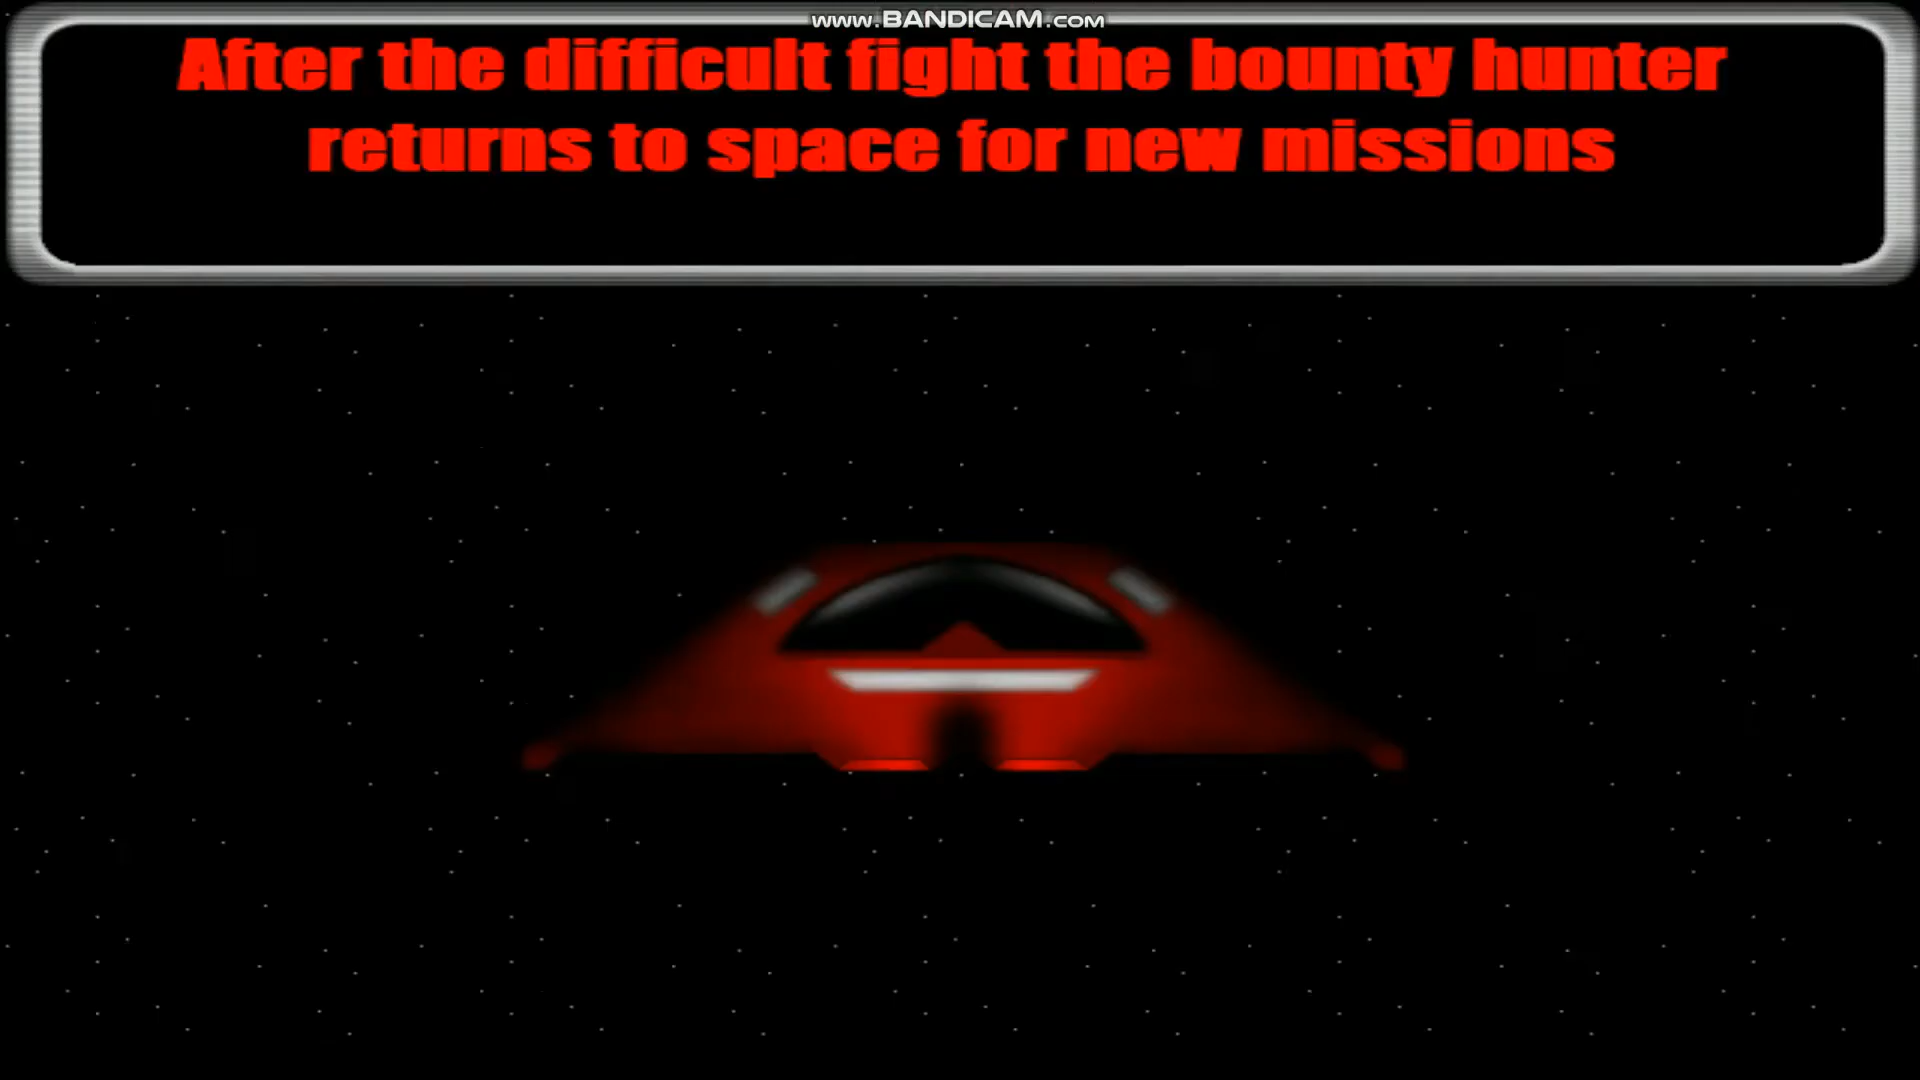 www.BANDICAM.com
After the difficult fight the bounty hunter
returns to space for new missions